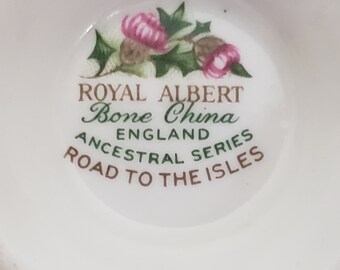 ROYAL ALBERT
Bone China
ENGLAND
ANCESTRAL SERIES
ROAD TO THE ISLES